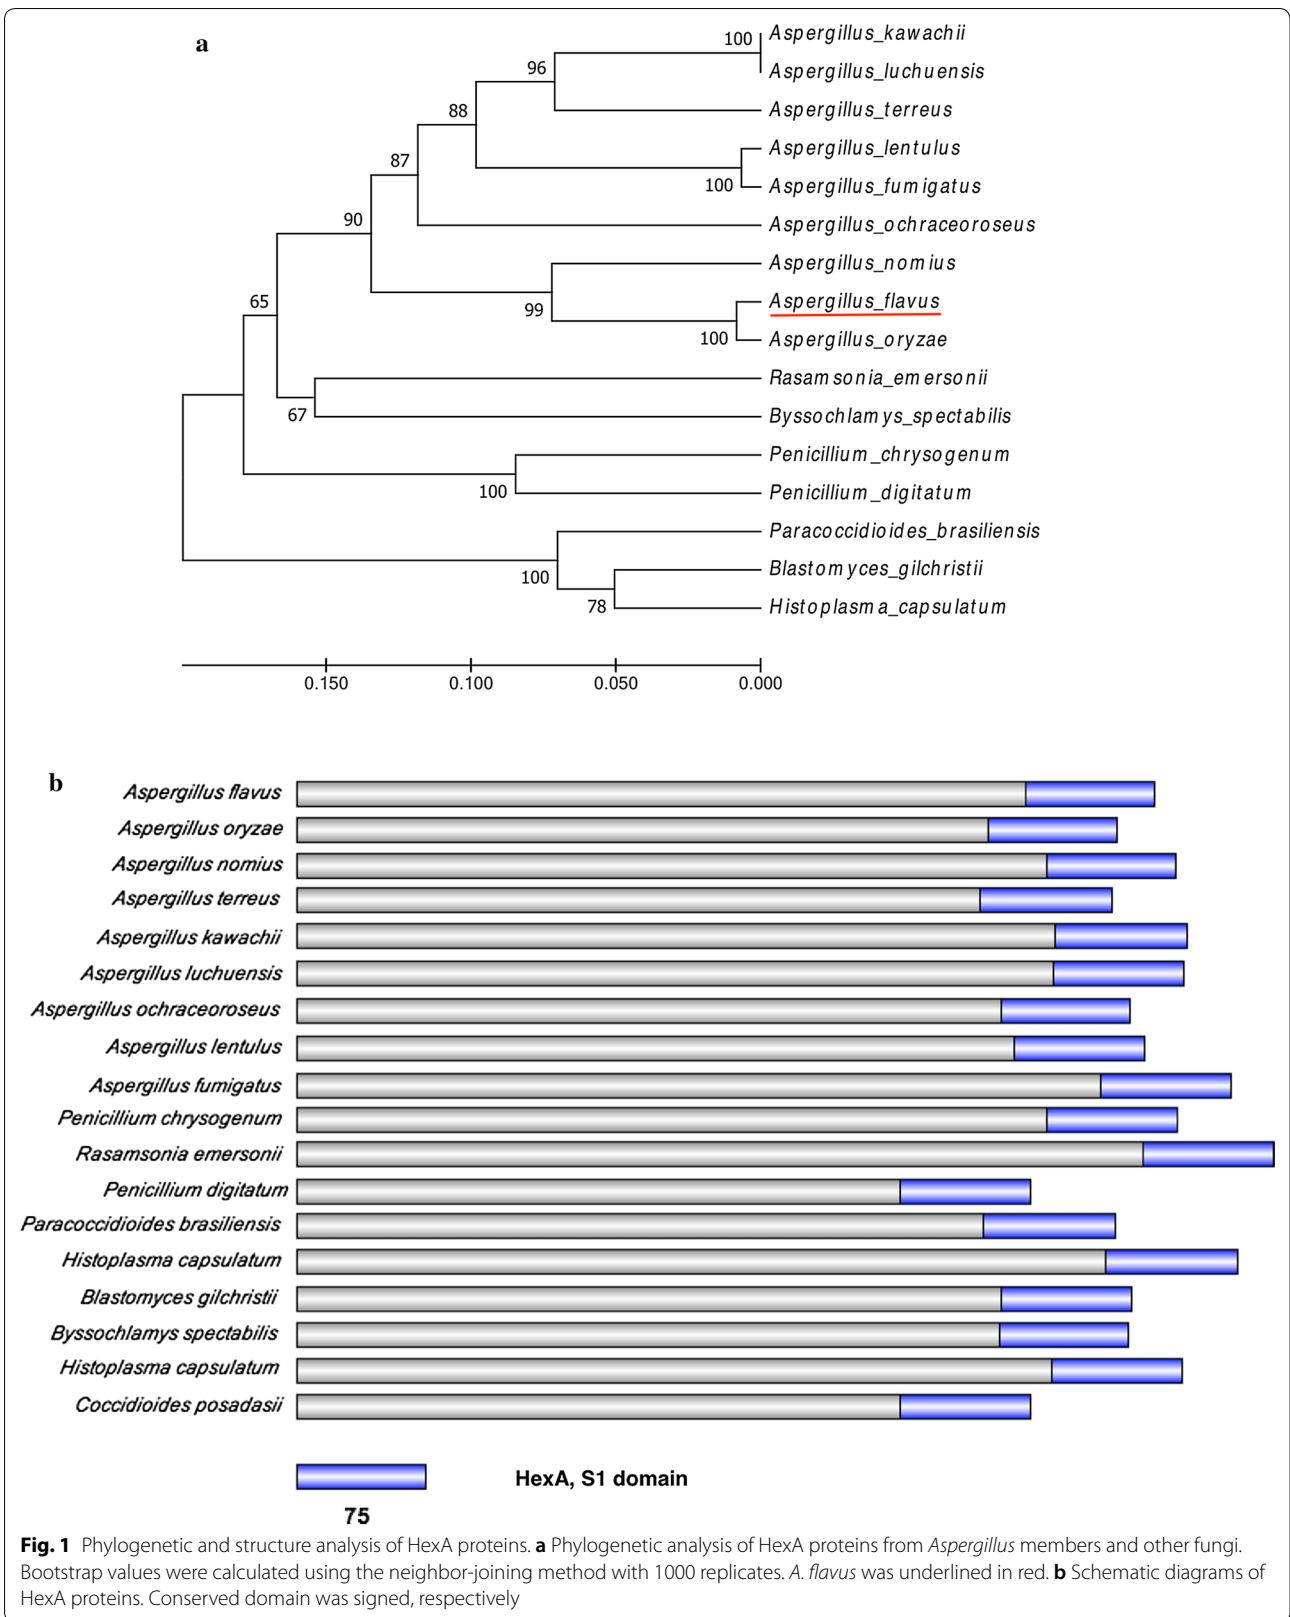 a
100
Aspergillus_kawachii
Aspergillus_luchuensis
96
Aspergillus_terreus
88
Aspergillus_lentulus
100
Aspergillus_fumigatus
87
Aspergillus_ochraceoroseus
90
Aspergillus_nomius
99
Aspergillus_flavus
100
Aspergillus_oryzae
65
Rasamsonia_emersonii
67
Byssochlamys_spectabilis
Penicillium_chrysogenum
100
Penicillium_digitatum
Paracoccidioides_brasiliensis
100
Blastomyces_gilchristii
78
Histoplasma_capsulatum
0.150 0.100 0.050 0.000
b
Aspergillus flavus
Aspergillus oryzae
Aspergillus nomius
Aspergillus terreus
Aspergillus kawachii
Aspergillus luchuensis
Aspergillus ochraceoroseus
Aspergillus lentulus
Aspergillus fumigatus
Penicillium chrysogenum
Rasamsonia emersonii
Penicillium digitatum
Paracoccidioides brasiliensis
Histoplasma capsulatum
Blastomyces gilchristii
Byssochlamys spectabilis
Histoplasma capsulatum
Coccidioides posadasii
HexA, S1 domain
75
Fig. 1 Phylogenetic and structure analysis of HexA proteins. a Phylogenetic analysis of HexA proteins from Aspergillus members and other fungi.
Bootstrap values were calculated using the neighbor-joining method with 1000 replicates. A. flavus was underlined in red. b Schematic diagrams of
HexA proteins. Conserved domain was signed, respectively